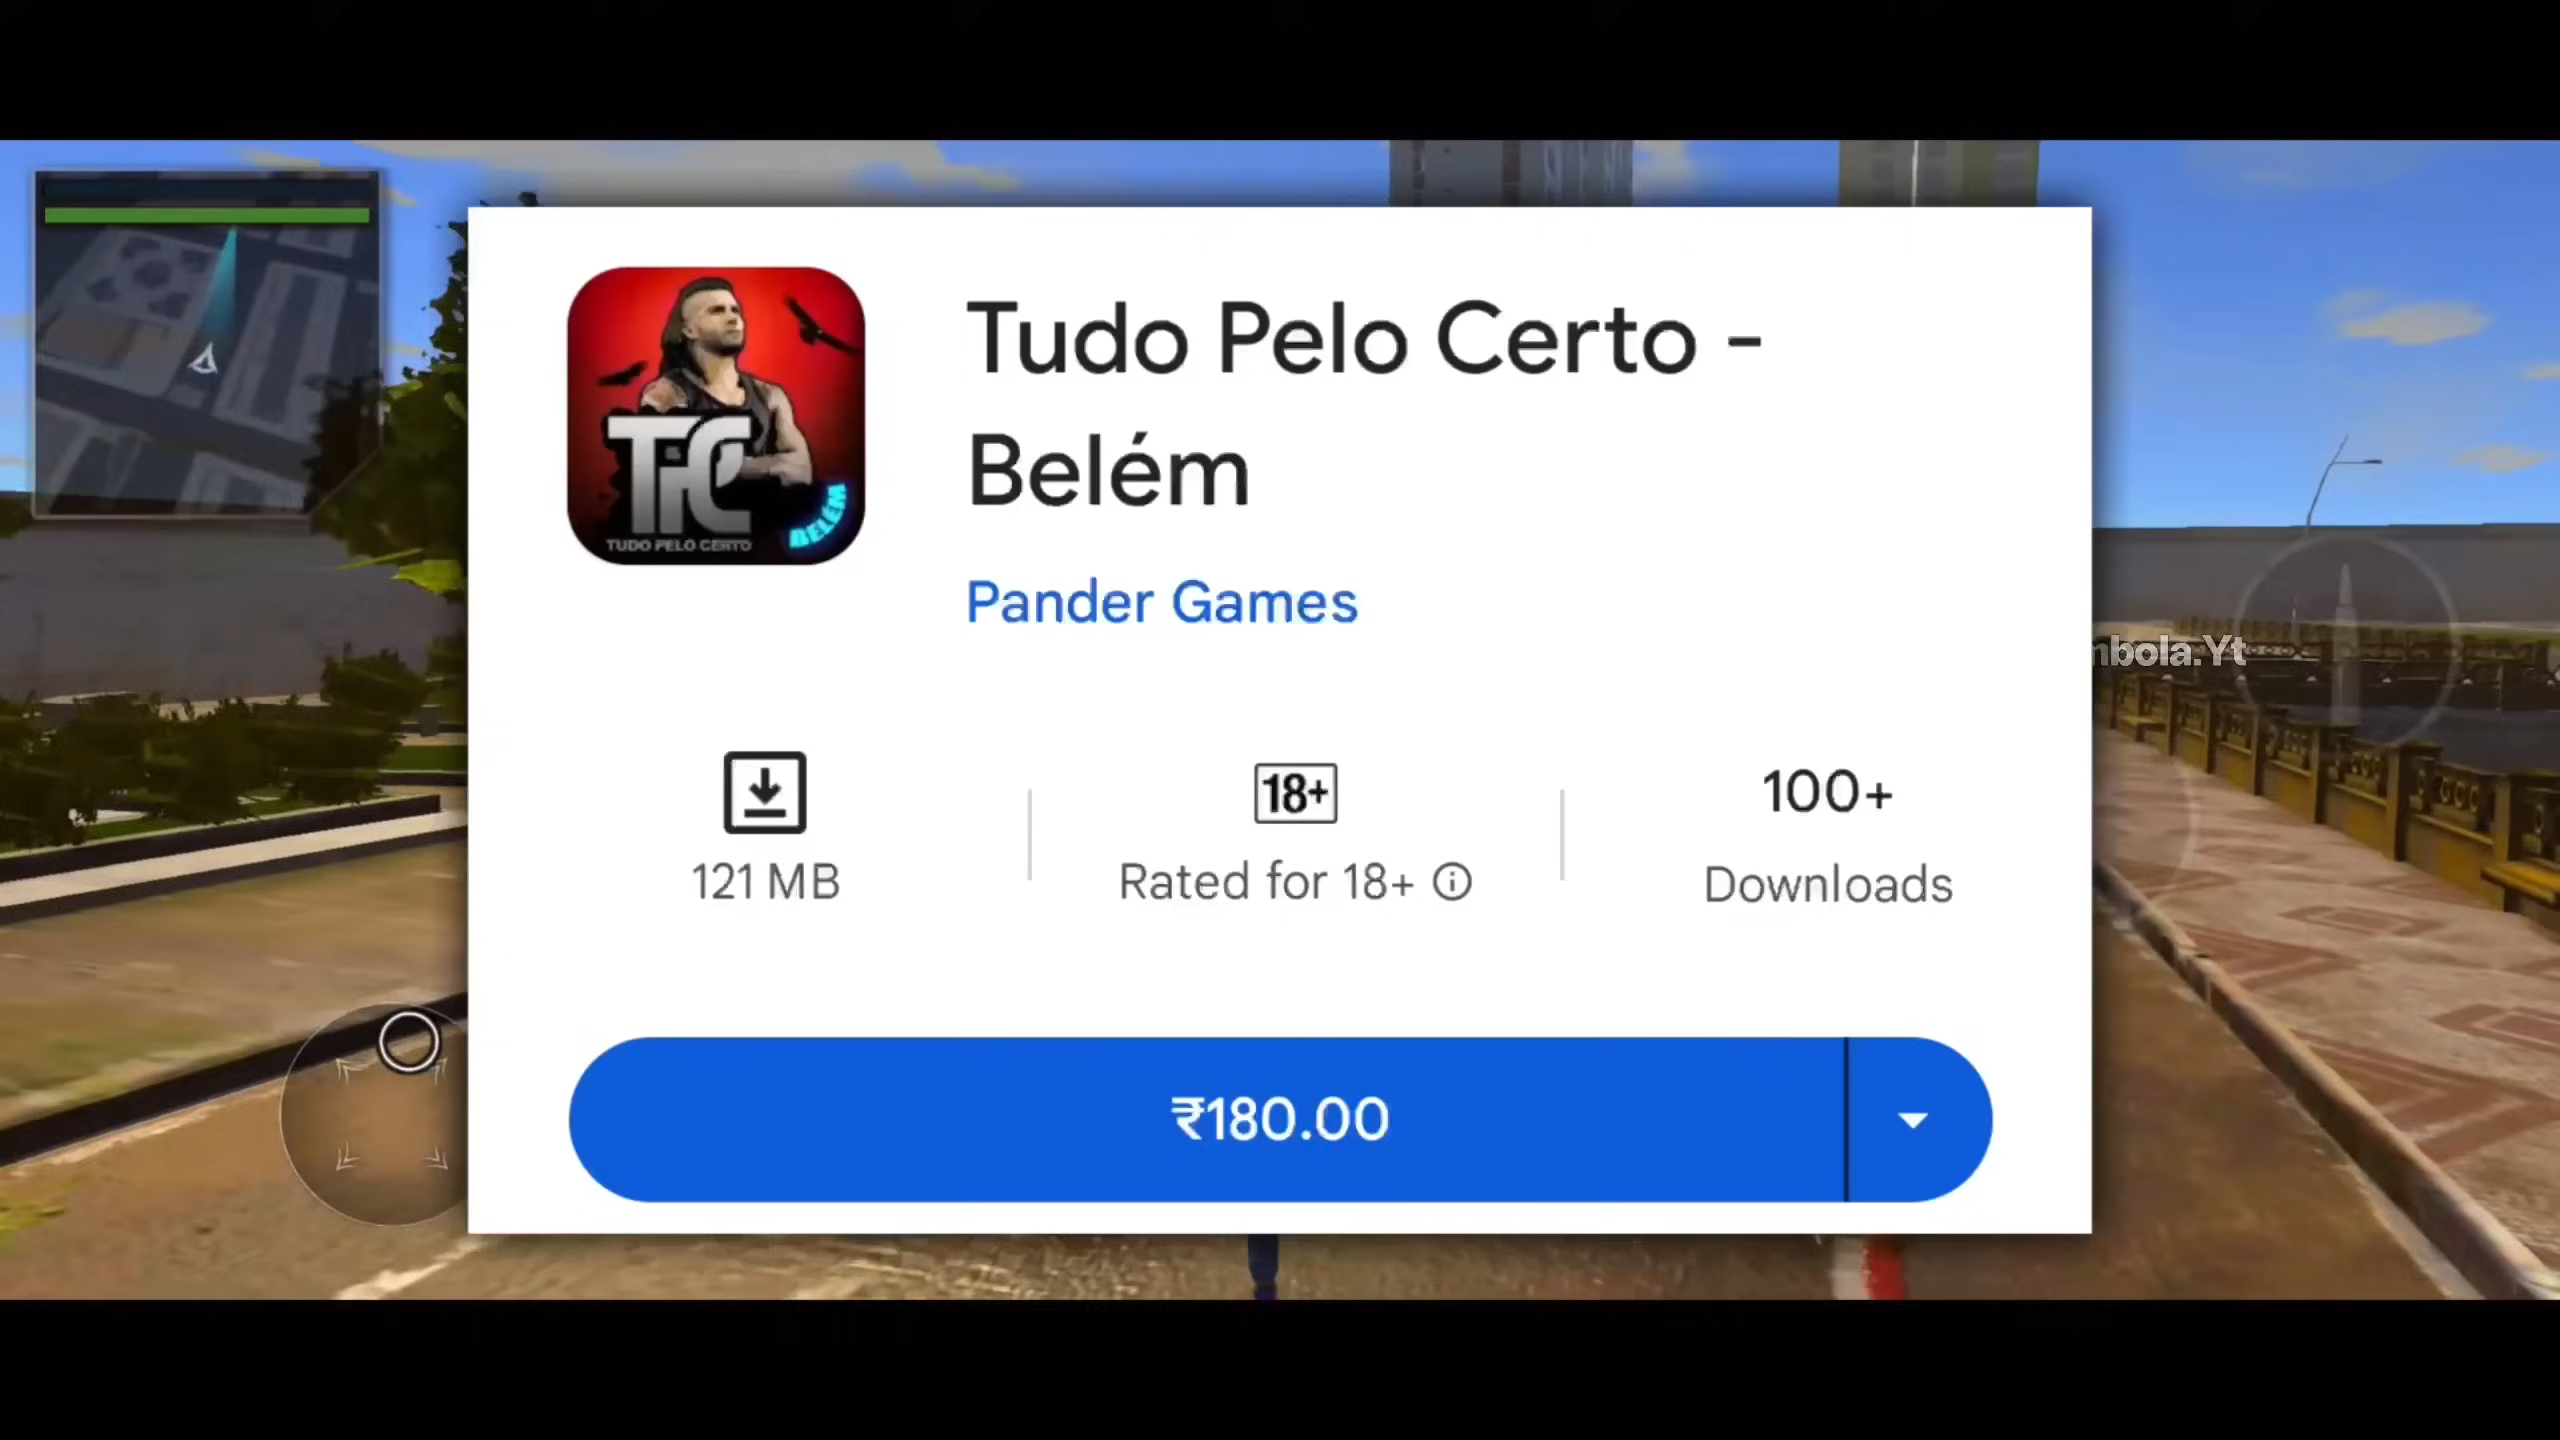 Tudo Pelo Certo -
Belém
TPC
TUDO PELO CERTO
BELÉM
Pander Games
18+
100+
121 MB
Rated for 18+
Downloads
bola.Yt
₹180.00